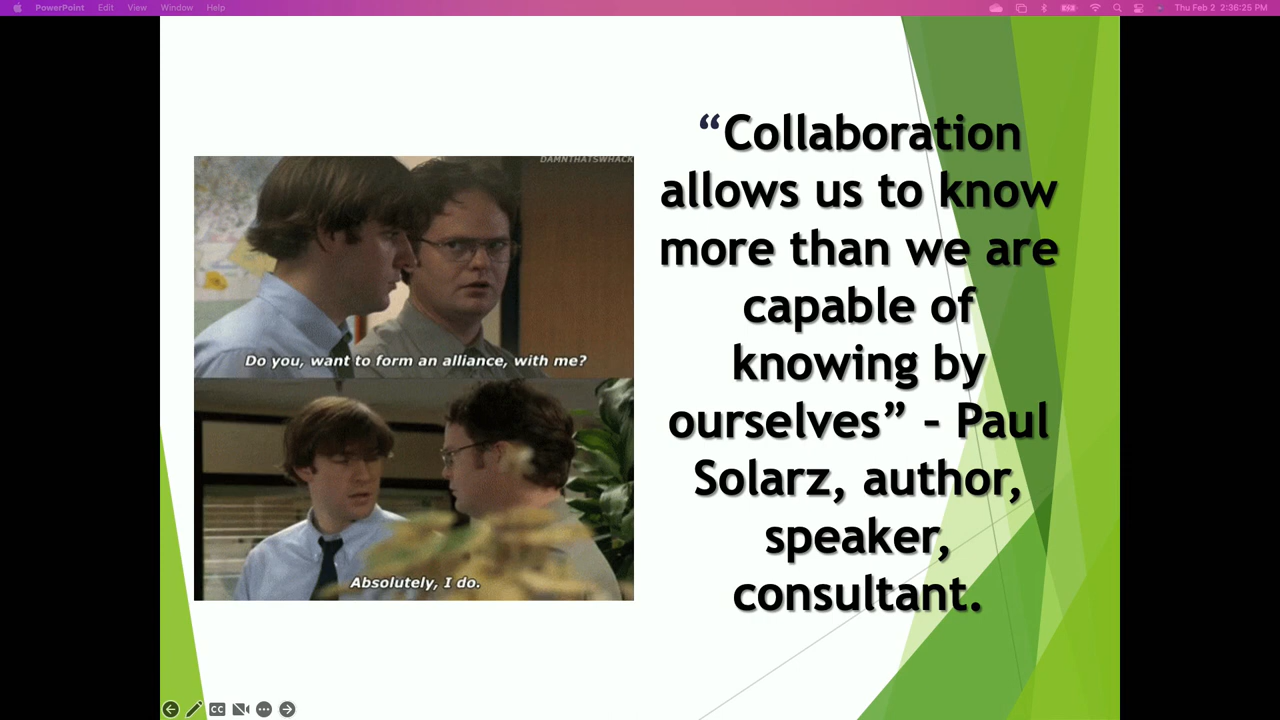 PowerPoint Edit View Window Help
Thu Feb 2 2:36:25 PM
DAMNTHATSWHACK
Do you, want to form an alliance, with me?
Absolutely, I do.
“Collaboration
allows us to know
more than we are
capable of
knowing by
ourselves” – Paul
Solarz, author,
speaker,
consultant.
CC